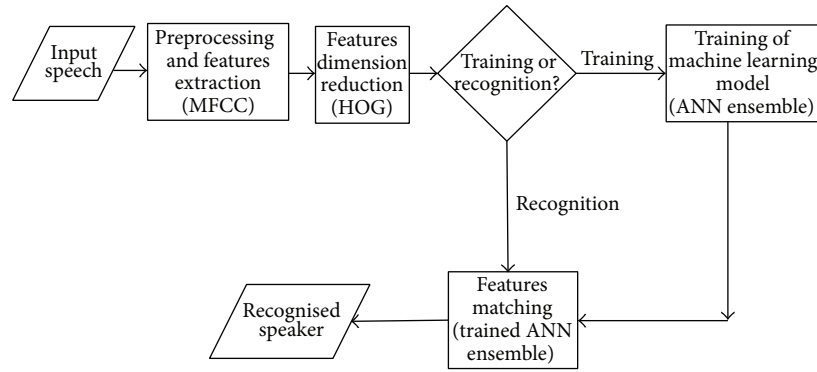 Input
speech
Preprocessing
and features
extraction
(MFCC)
Features
dimension
reduction
(HOG)
Training or
recognition?
Training
Training of
machine learning
model
(ANN ensemble)
Recognition
Features
matching
(trained ANN
ensemble)
Recognised
speaker